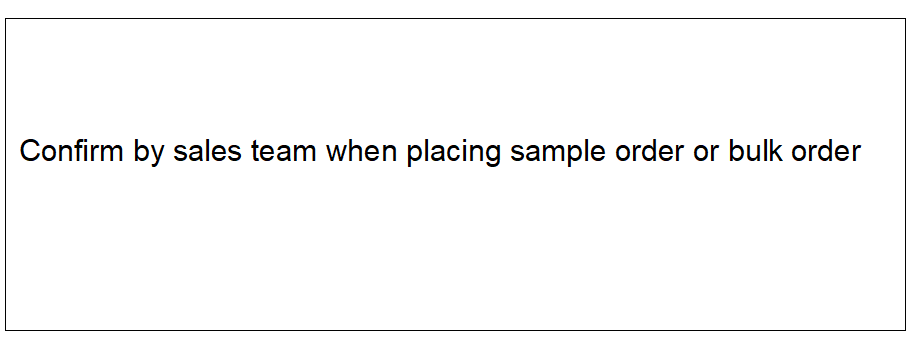 Confirm by sales team when placing sample order or bulk order